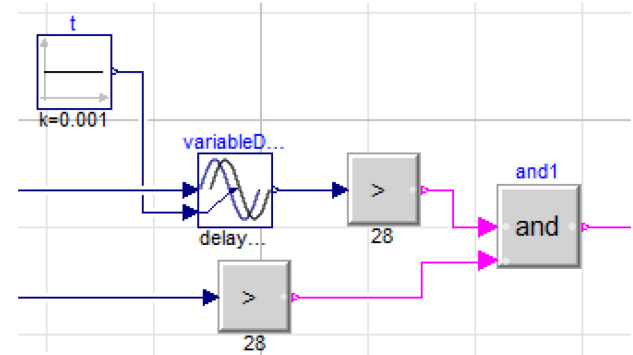 t
k=0.001
variableD...
delay...
>
28
and1
and
>
28